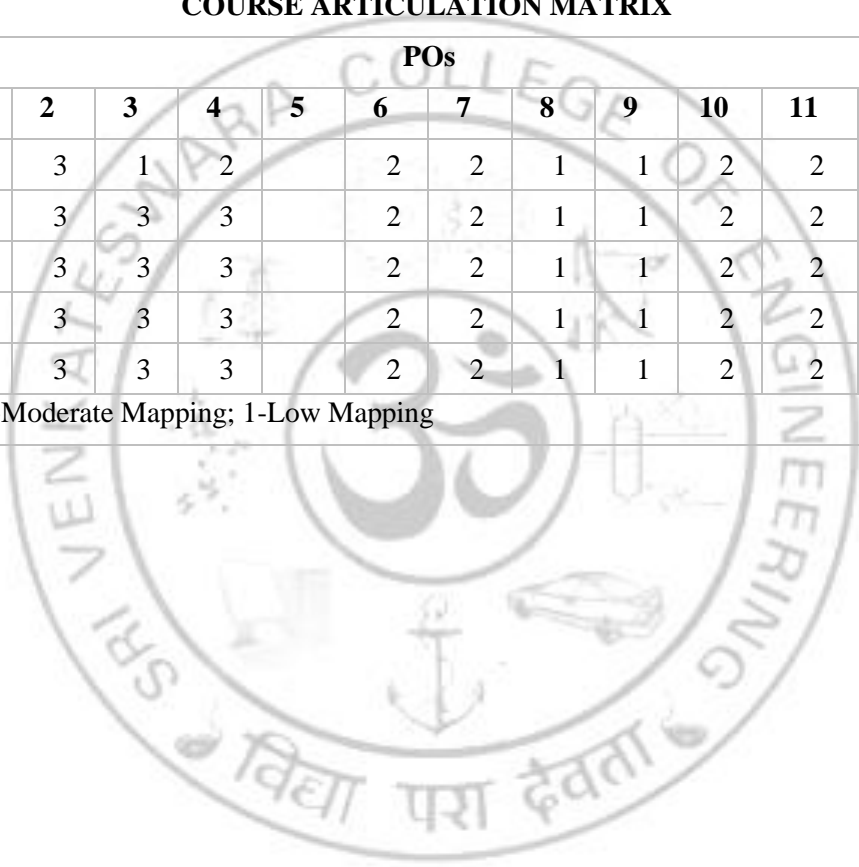 COURSE ARTICULATION MATRIX
POs
2 3 4 5 6 7 8 9 10 11
3 1 2 2 2 1 1 2 2
3 3 3 2 2 1 1 2 2
3 3 3 2 2 1 1 2 2
3 3 3 2 2 1 1 2 2
3 3 3 2 2 1 1 2 2
Moderate Mapping; 1-Low Mapping
SRI VENKATESWARA COLLEGE OF ENGINEERING
ॐ
विद्या परा दैवता